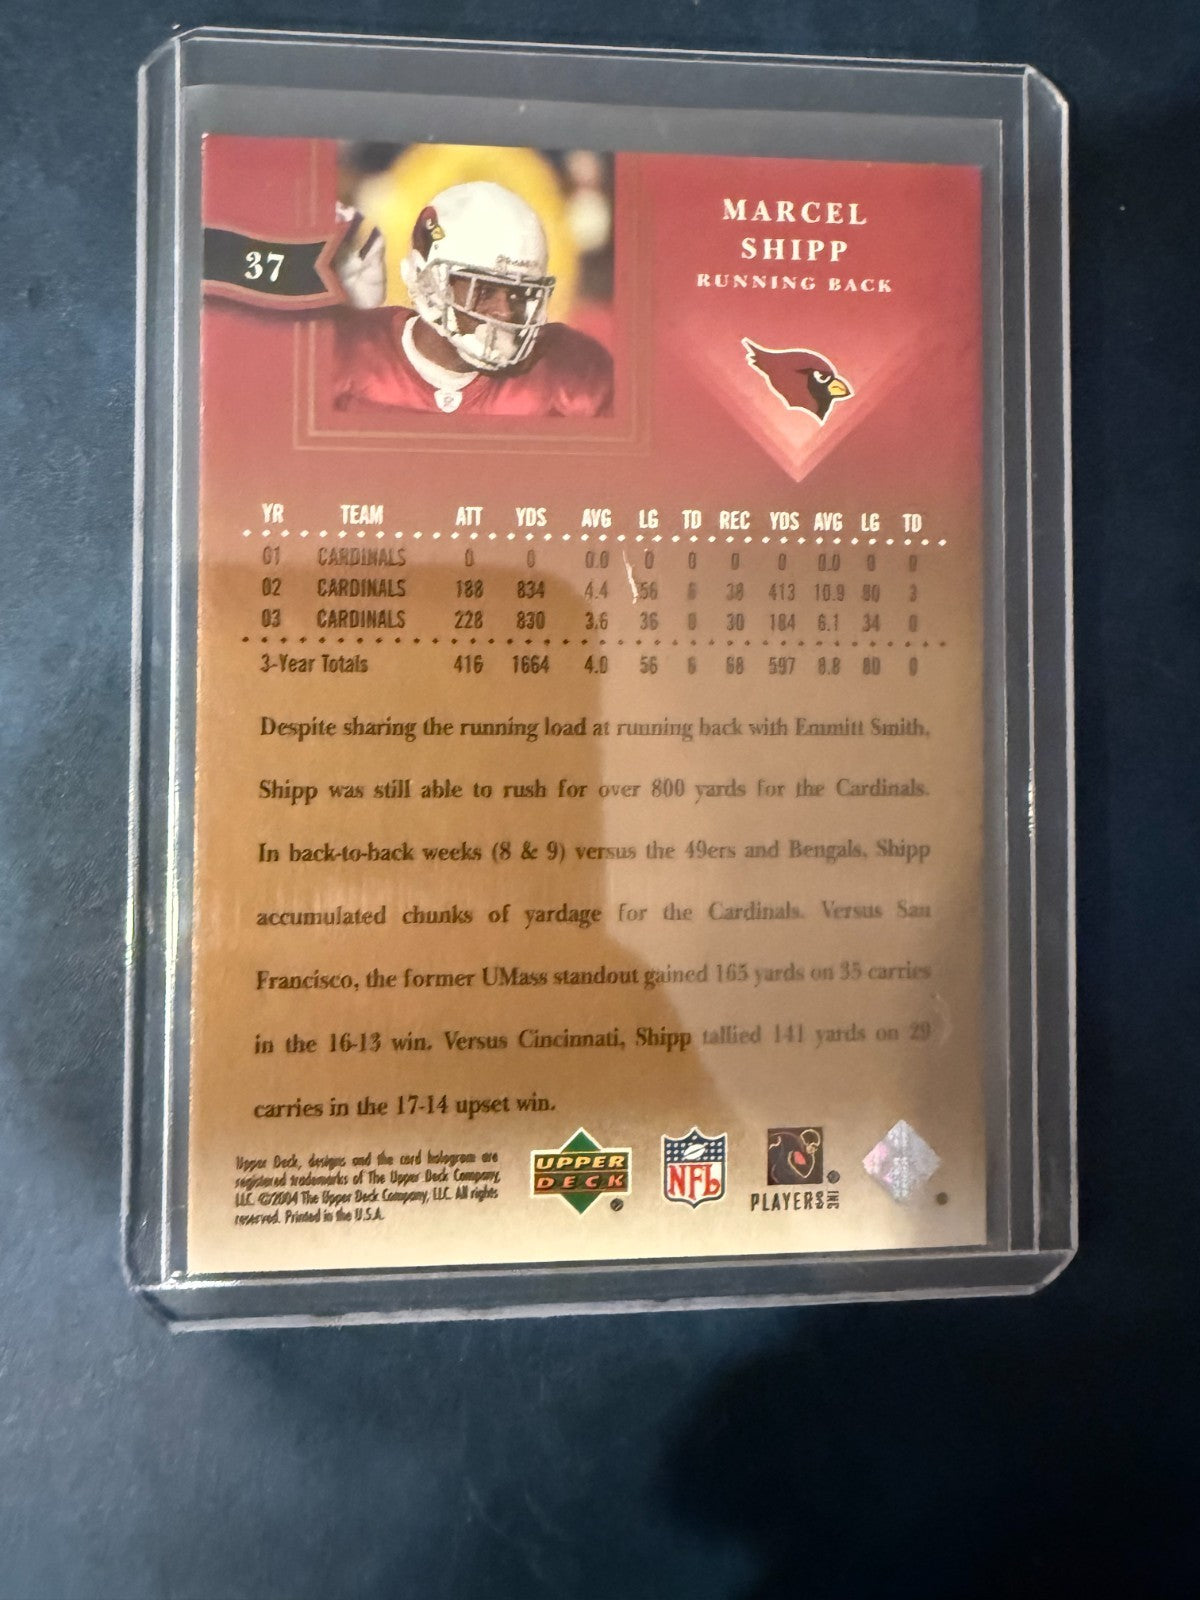 37
MARCEL
SHIPP
RUNNING BACK
YR TEAM ATT YDS AVG LG TD REC YDS AVG LG TD
01 CARDINALS 0 0 0.0 0 0 0 0 0.0 0 0
02 CARDINALS 188 834 4.4 56 6 38 413 10.9 80 3
03 CARDINALS 228 830 3.6 36 0 30 184 6.1 34 0
3-Year Totals 416 1664 4.0 56 6 68 597 8.8 80 0
Despite sharing the running load at running back with Emmitt Smith,
Shipp was still able to rush for over 800 yards for the Cardinals.
In back-to-back weeks (8 & 9) versus the 49ers and Bengals, Shipp
accumulated chunks of yardage for the Cardinals. Versus San
Francisco, the former UMass standout gained 165 yards on 35 carries
in the 16-13 win. Versus Cincinnati, Shipp tallied 141 yards on 29
carries in the 17-14 upset win.
Upper Deck, designs and the card hologram are
registered trademarks of The Upper Deck Company,
LLC. ©2004 The Upper Deck Company, LLC. All rights
reserved. Printed in the U.S.A.
UPPER
DECK
NFL
PLAYERS INC